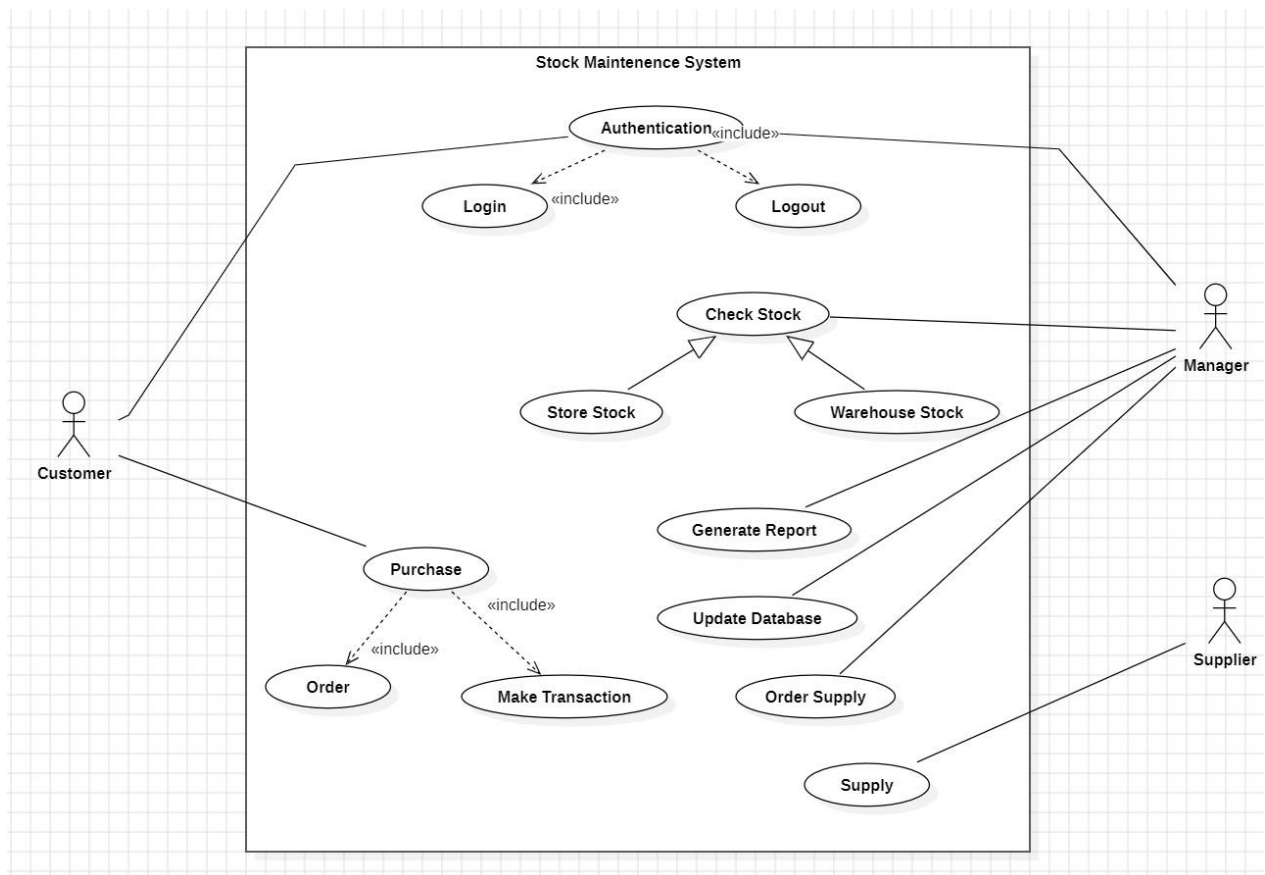 Stock Maintenence System
Authentication
«include»
Login
«include»
Logout
Check Stock
Manager
Store Stock
Warehouse Stock
Customer
Generate Report
Purchase
«include»
Update Database
«include»
Supplier
Order
Make Transaction
Order Supply
Supply